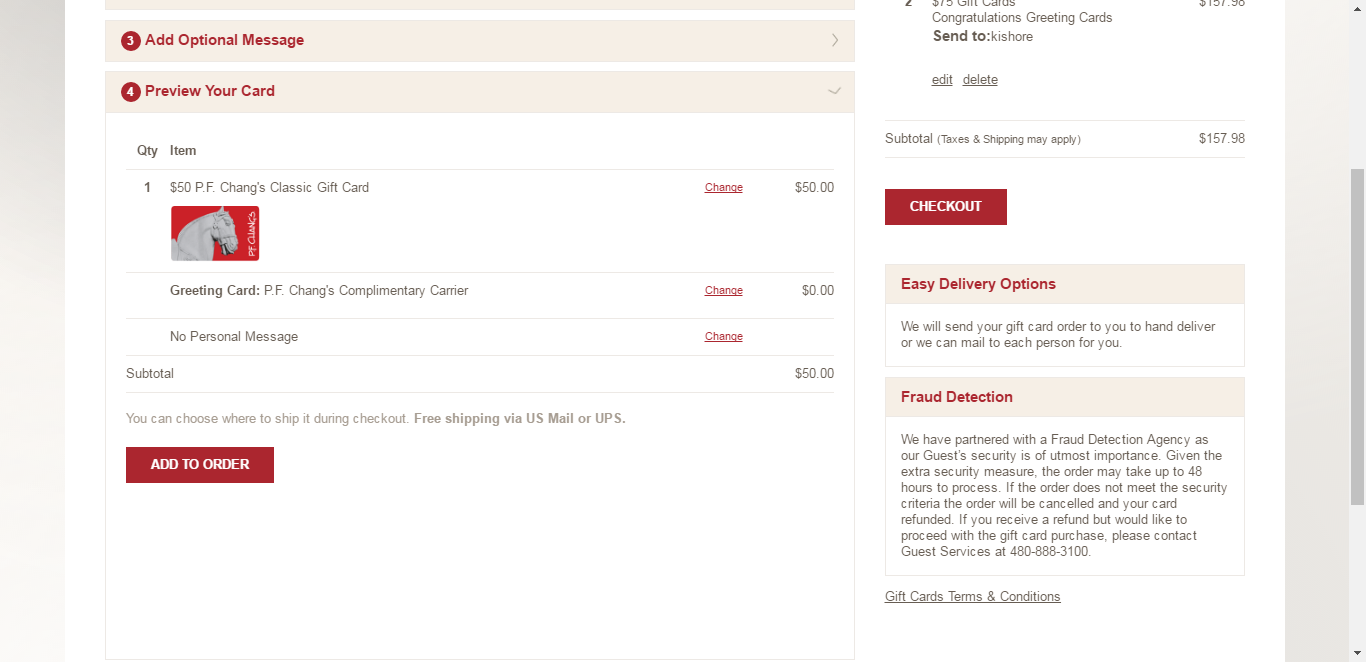 3 Add Optional Message
4 Preview Your Card
Qty Item
1 $50 P.F. Chang's Classic Gift Card Change $50.00
P.F. CHANG'S
Greeting Card: P.F. Chang's Complimentary Carrier Change $0.00
No Personal Message Change
Subtotal $50.00
You can choose where to ship it during checkout. Free shipping via US Mail or UPS.
ADD TO ORDER
2 $75 Gift Cards $157.98
Congratulations Greeting Cards
Send to:kishore
edit delete
Subtotal (Taxes & Shipping may apply) $157.98
CHECKOUT
Easy Delivery Options
We will send your gift card order to you to hand deliver
or we can mail to each person for you.
Fraud Detection
We have partnered with a Fraud Detection Agency as
our Guest's security is of utmost importance. Given the
extra security measure, the order may take up to 48
hours to process. If the order does not meet the security
criteria the order will be cancelled and your card
refunded. If you receive a refund but would like to
proceed with the gift card purchase, please contact
Guest Services at 480-888-3100.
Gift Cards Terms & Conditions